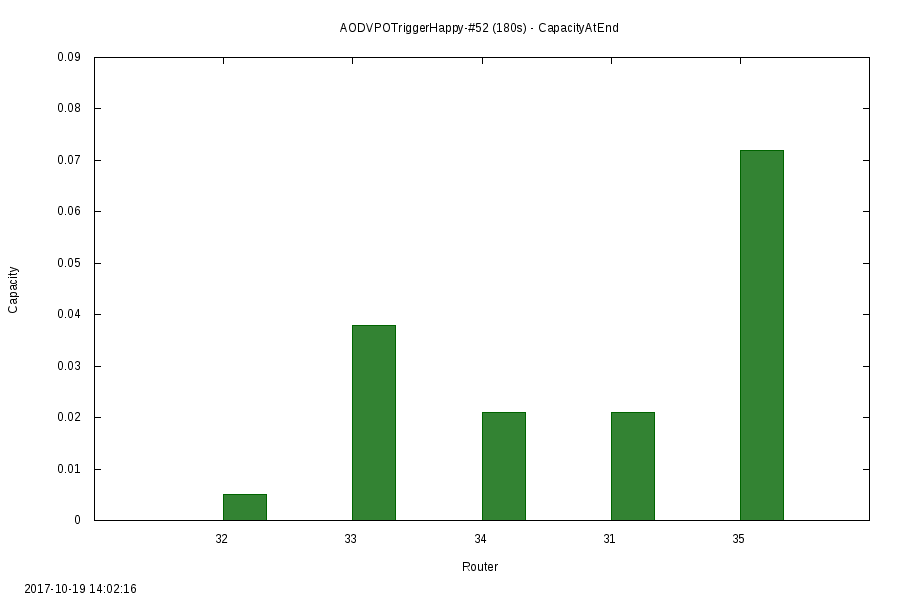 AODVPOTriggerHappy-#52 (180s) - CapacityAtEnd
0.09
0.08
0.07
0.06
0.05
0.04
0.03
0.02
0.01
0
Capacity
32 33 34 31 35
Router
2017-10-19 14:02:16